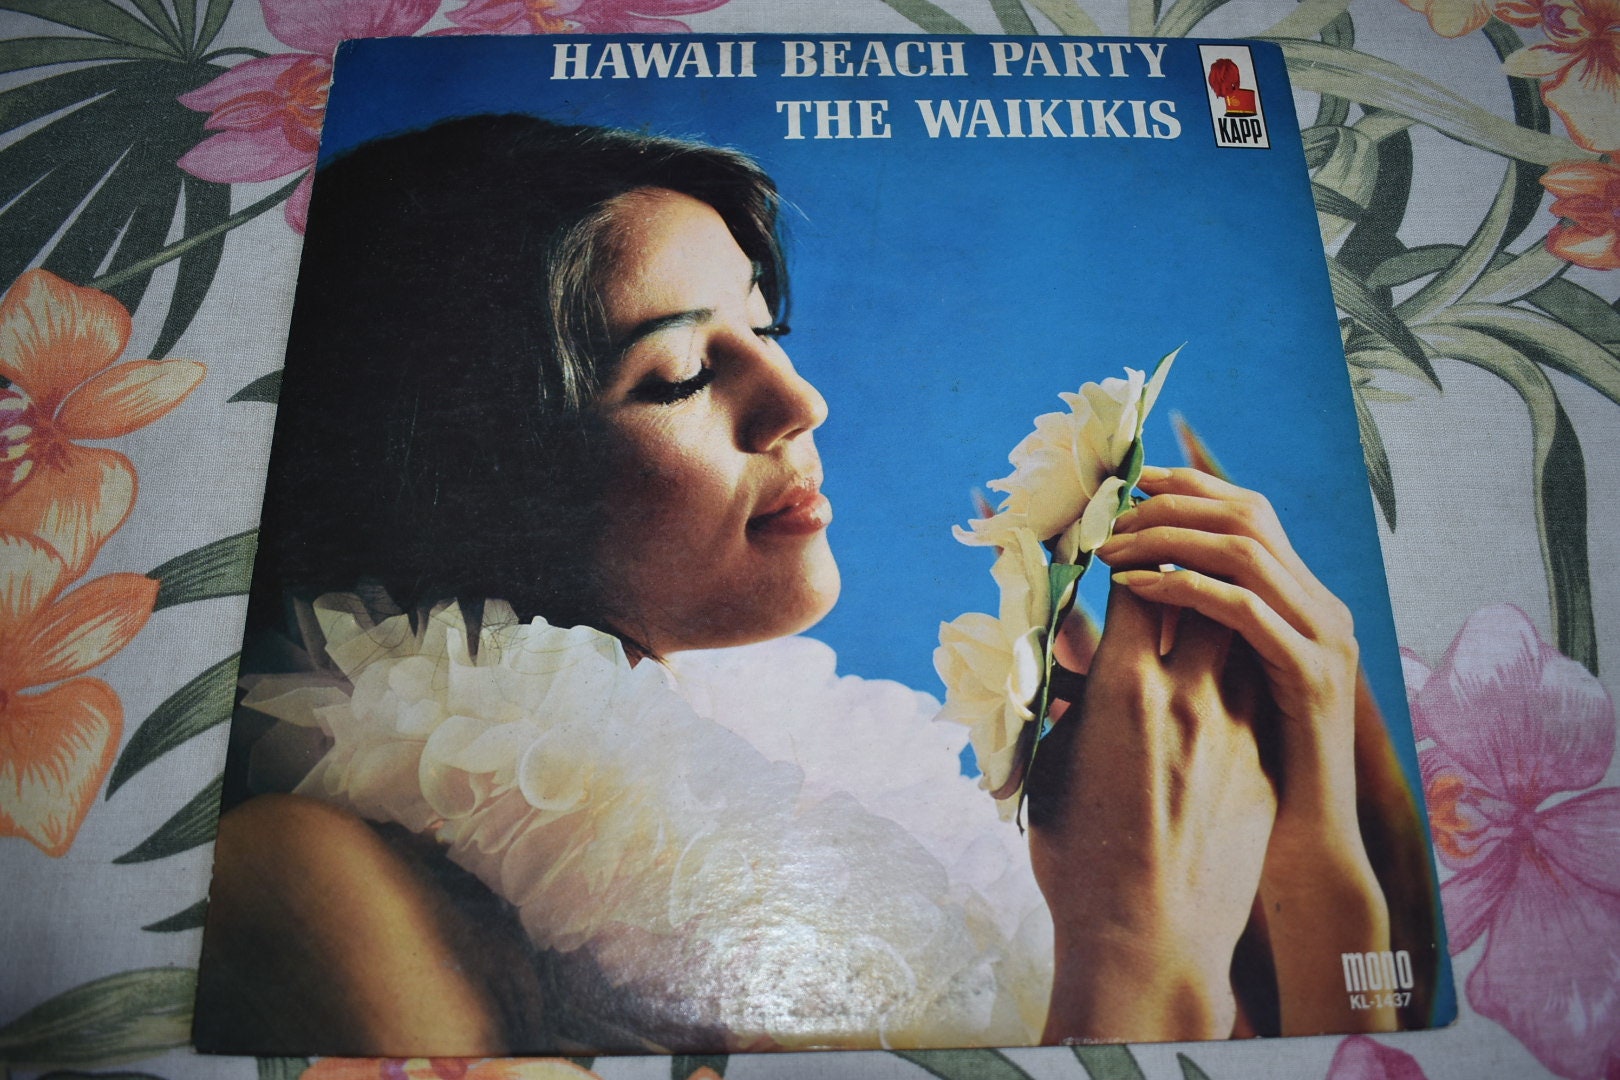 HAWAII BEACH PARTY
THE WAIKIKIS
KAPP
mono
KL-1437